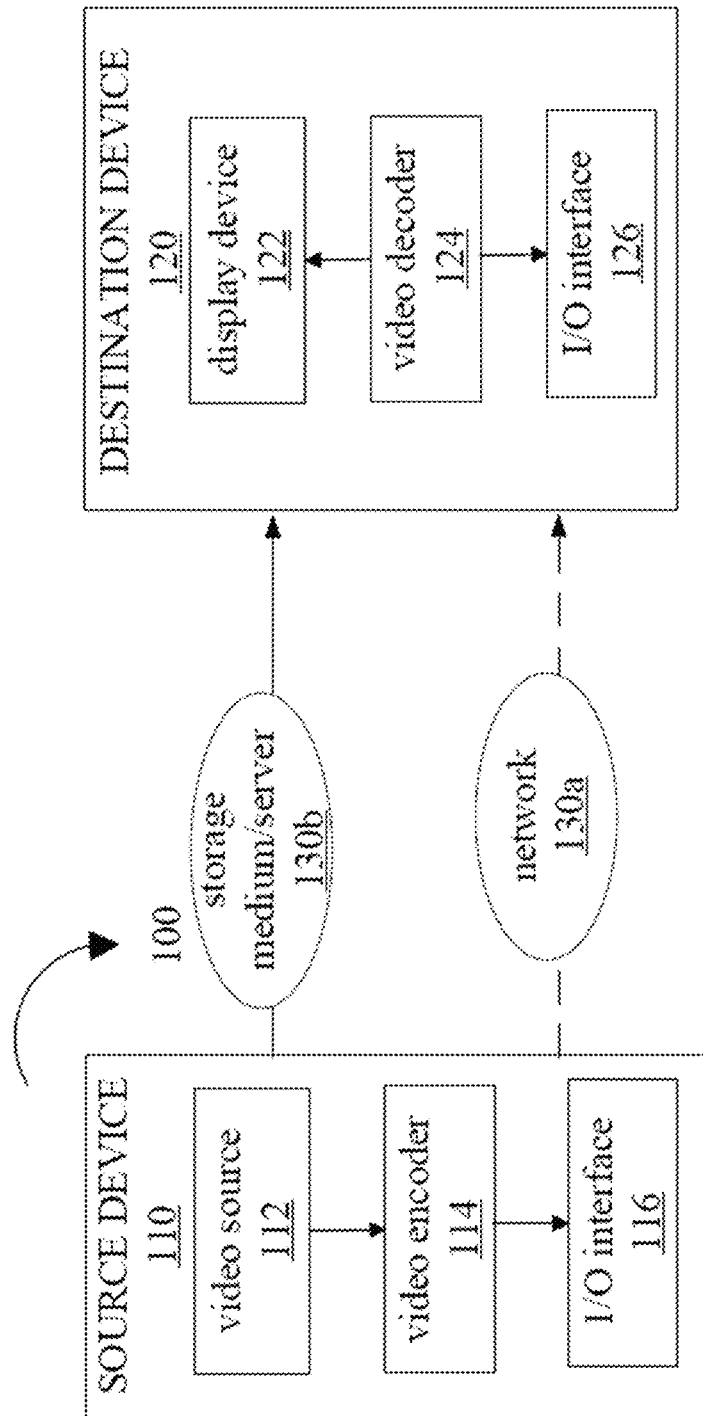 SOURCE DEVICE
110
video source
112
video encoder
114
I/O interface
116
100
storage
medium/server
130b
network
130a
DESTINATION DEVICE
120
display device
122
video decoder
124
I/O interface
126